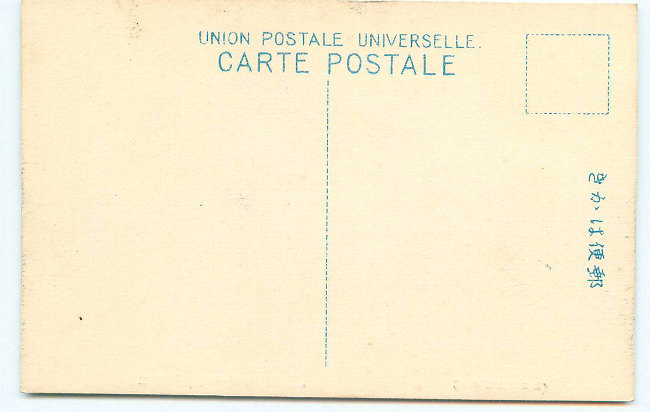 UNION POSTALE UNIVERSELLE.
CARTE POSTALE
郵便はかき